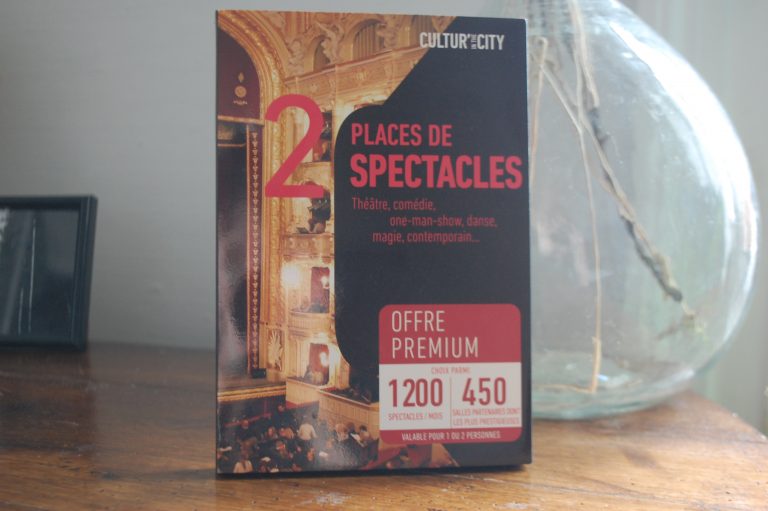 CULTUR' IN THE CITY
2 PLACES DE
SPECTACLES
Théâtre, comédie,
one-man-show, danse,
magie, contemporain...
OFFRE
PREMIUM
CHOIX PARMI
1200 450
SPECTACLES / MOIS SALLES PARTENAIRES DONT
LES PLUS PRESTIGIEUSES
VALABLE POUR 1 OU 2 PERSONNES